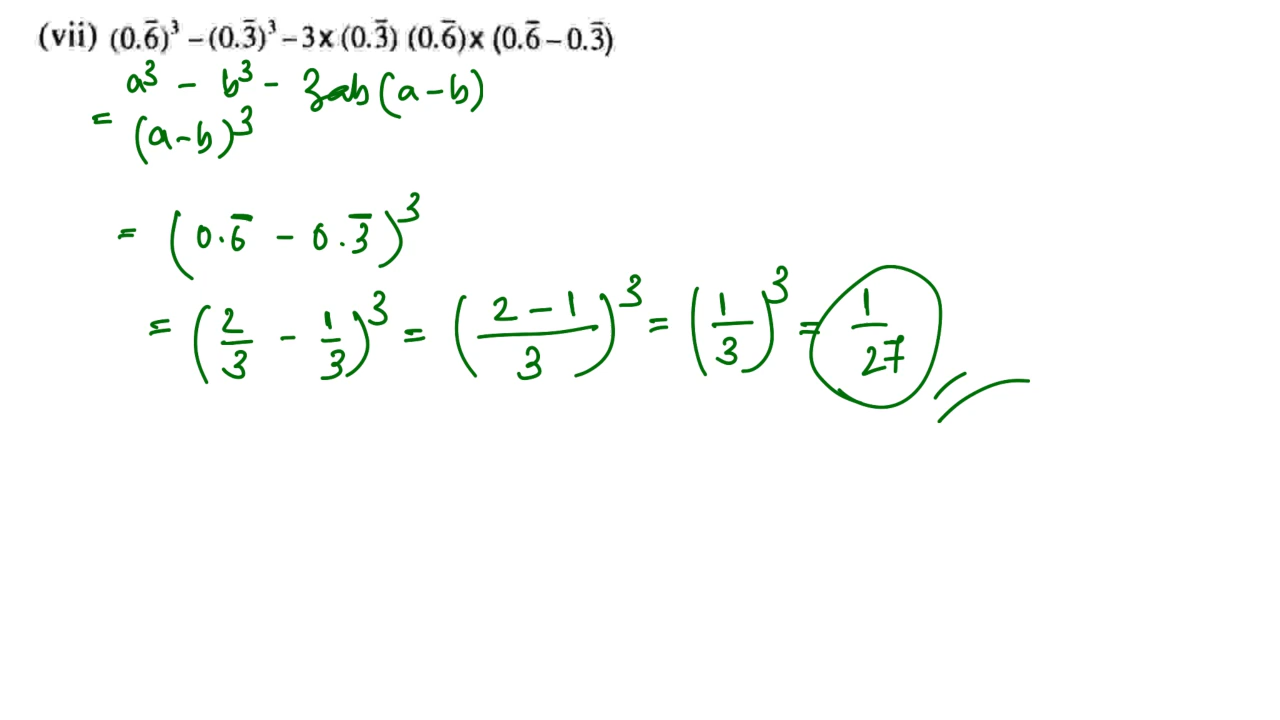 (vii) (0.6̅)³ – (0.3̅)³ – 3 x (0.3̅) (0.6̅) x (0.6̅ – 0.3̅)
a³ - b³ - 3ab(a-b)
= (a-b)³
= (0.6̅ - 0.3̅)³
= (2/3 - 1/3)³ = ((2-1)/3)³ = (1/3)³ = 1/27